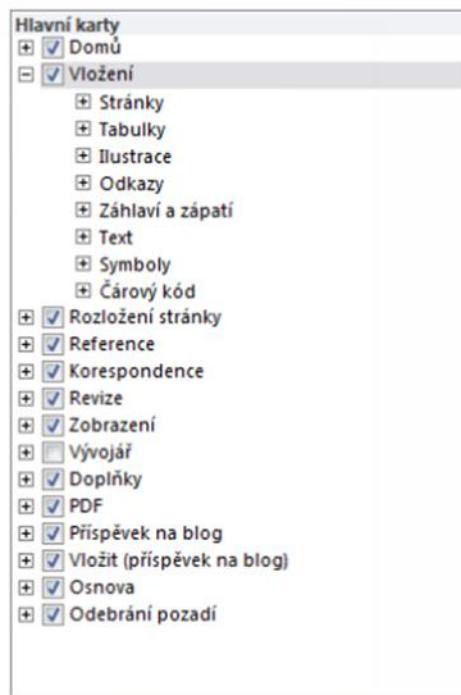 Hlavní karty
Domů
Vložení
Stránky
Tabulky
Ilustrace
Odkazy
Záhlaví a zápatí
Text
Symboly
Čárový kód
Rozložení stránky
Reference
Korespondence
Revize
Zobrazení
Vývojář
Doplňky
PDF
Příspěvek na blog
Vložit (příspěvek na blog)
Osnova
Odebrání pozadí